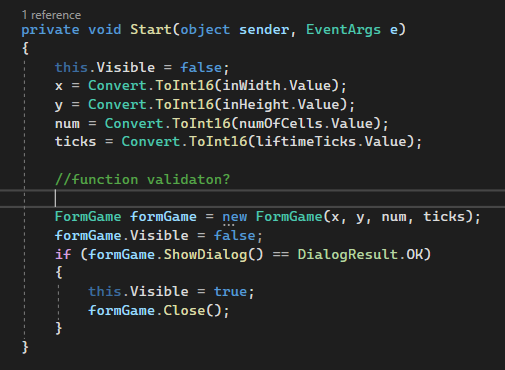 1 reference
private void Start(object sender, EventArgs e)
{
this.Visible = false;
x = Convert.ToInt16(inWidth.Value);
y = Convert.ToInt16(inHeight.Value);
num = Convert.ToInt16(numOfCells.Value);
ticks = Convert.ToInt16(liftimeTicks.Value);
//function validaton?
FormGame formGame = new FormGame(x, y, num, ticks);
formGame.Visible = false;
if (formGame.ShowDialog() == DialogResult.OK)
{
this.Visible = true;
formGame.Close();
}
}